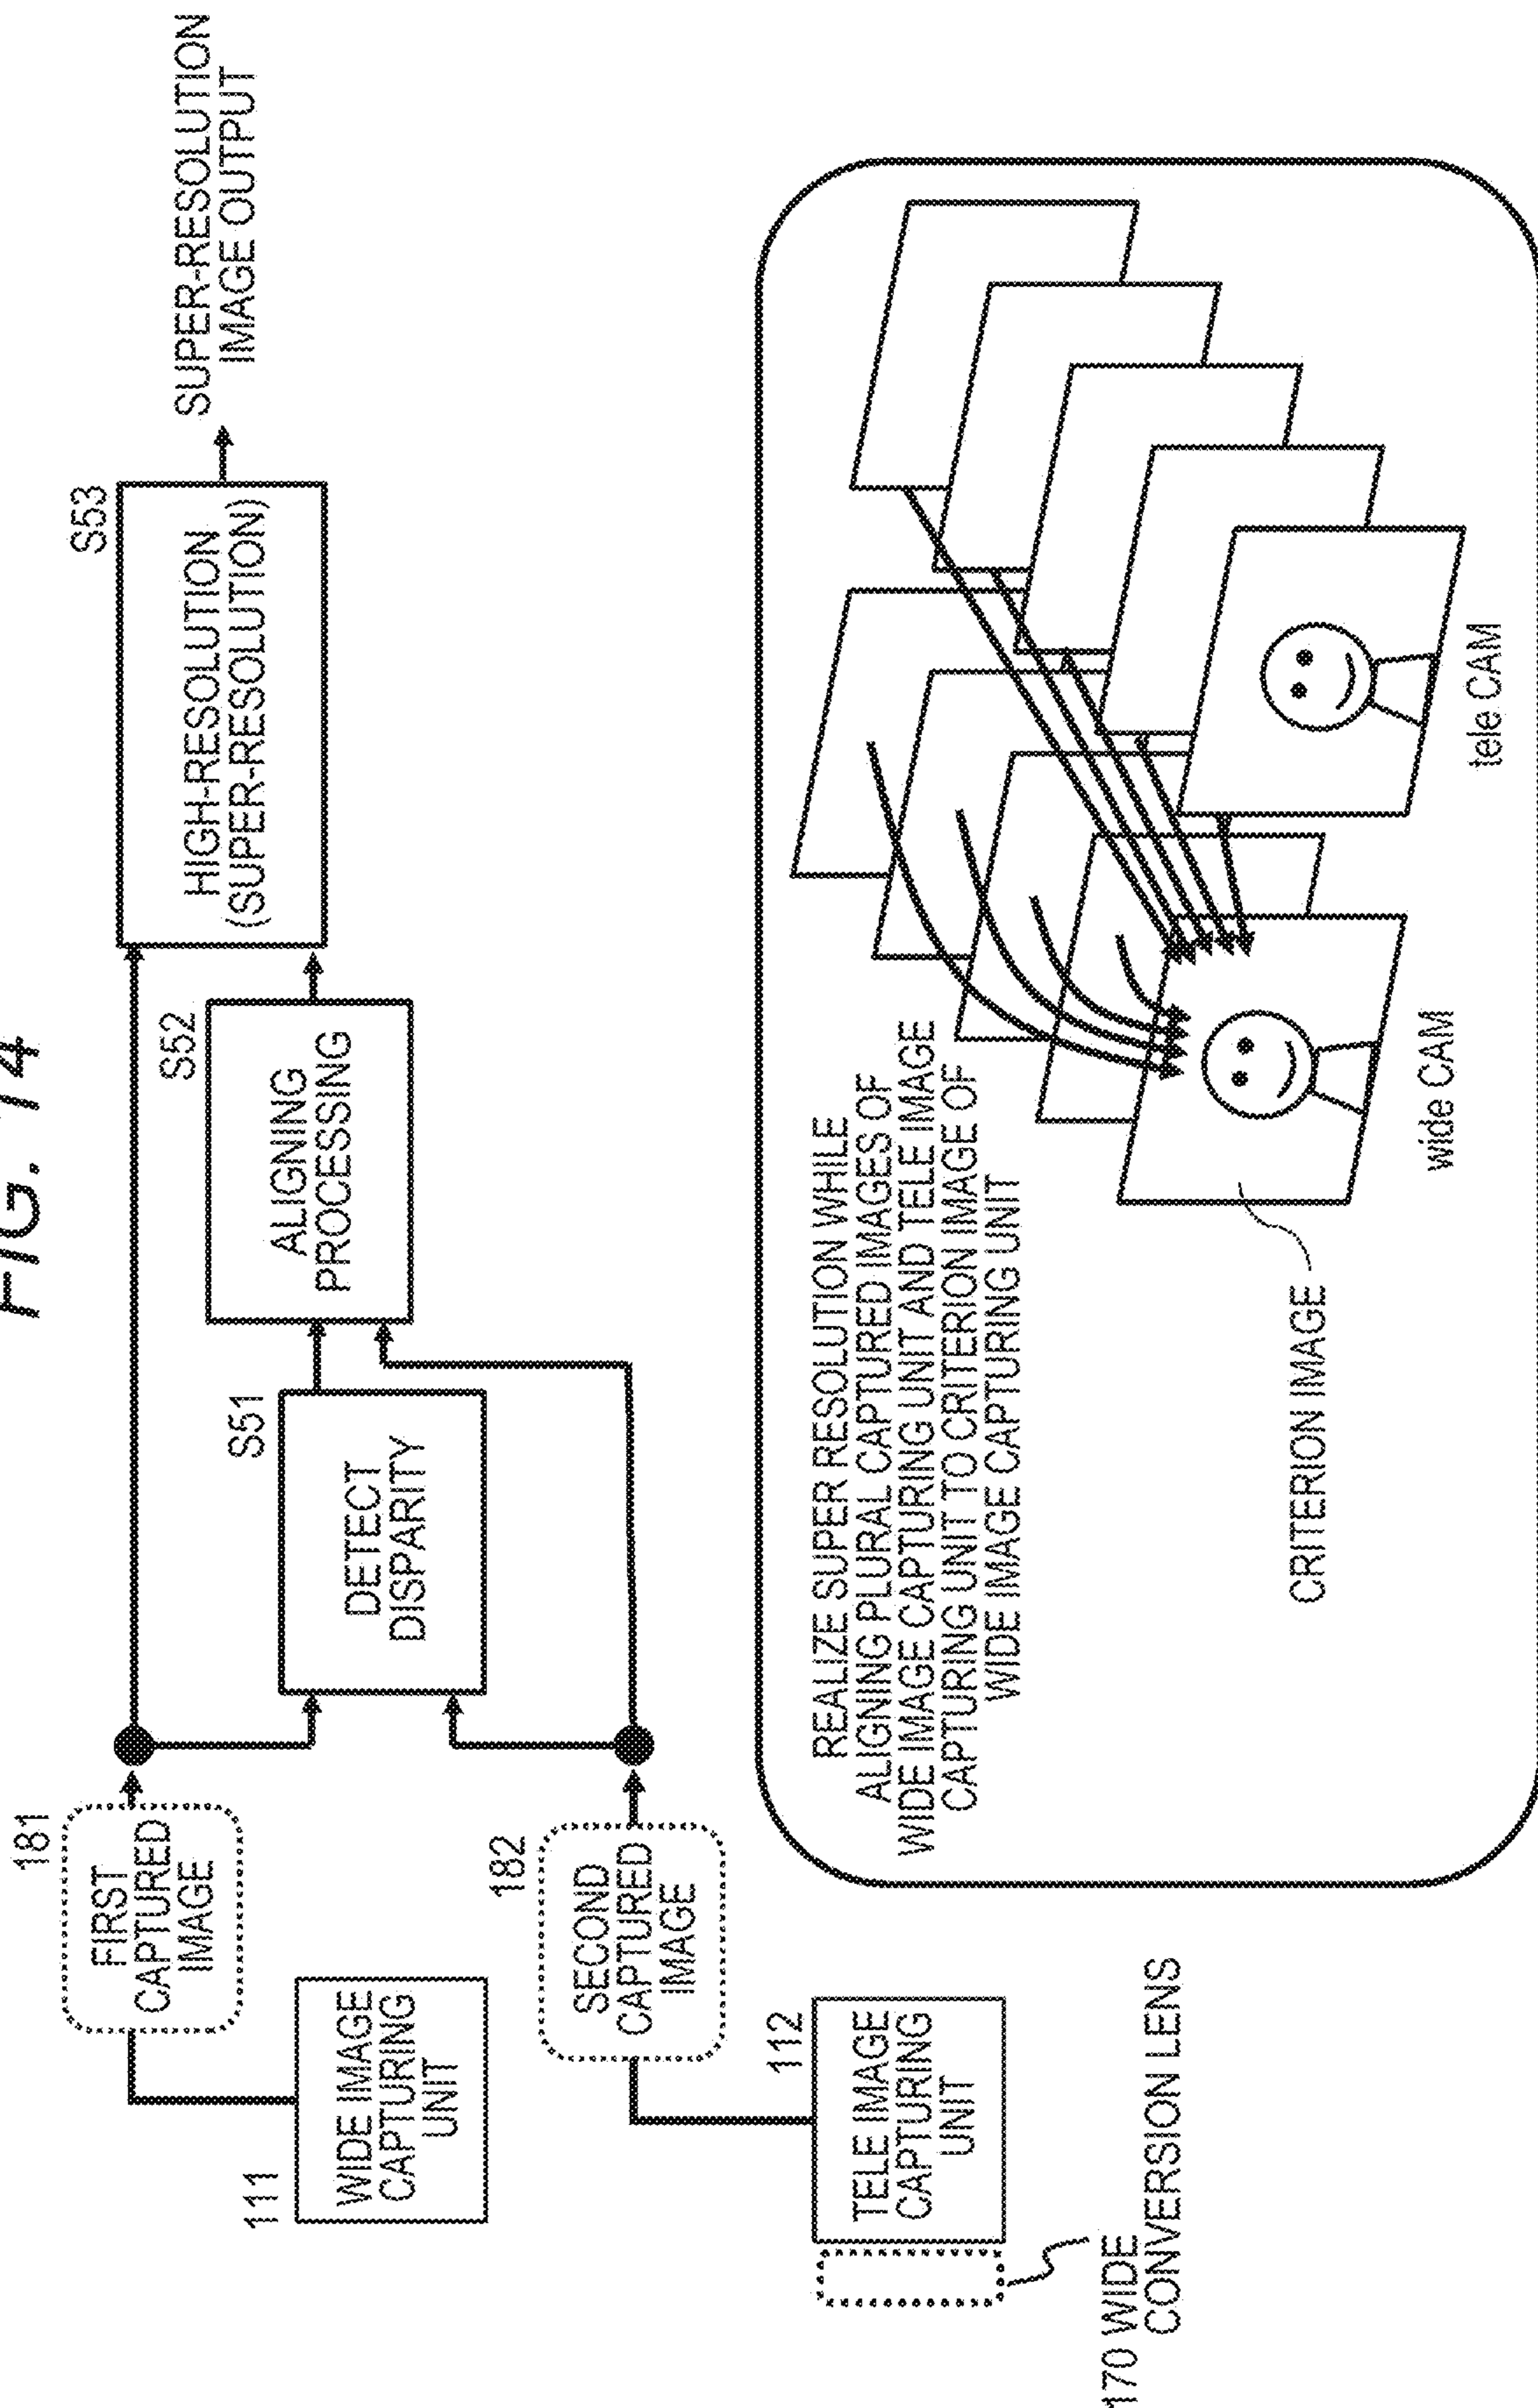 FIG. 14
181
FIRST
CAPTURED
IMAGE
111
WIDE IMAGE
CAPTURING
UNIT
182
SECOND
CAPTURED
IMAGE
112
TELE IMAGE
CAPTURING
UNIT
170 WIDE
CONVERSION LENS
S51
DETECT
DISPARITY
S52
ALIGNING
PROCESSING
S53
HIGH-RESOLUTION
(SUPER-RESOLUTION)
SUPER-RESOLUTION
IMAGE OUTPUT
REALIZE SUPER RESOLUTION WHILE
ALIGNING PLURAL CAPTURED IMAGES OF
WIDE IMAGE CAPTURING UNIT AND TELE IMAGE
CAPTURING UNIT TO CRITERION IMAGE OF
WIDE IMAGE CAPTURING UNIT
CRITERION IMAGE
wide CAM
tele CAM